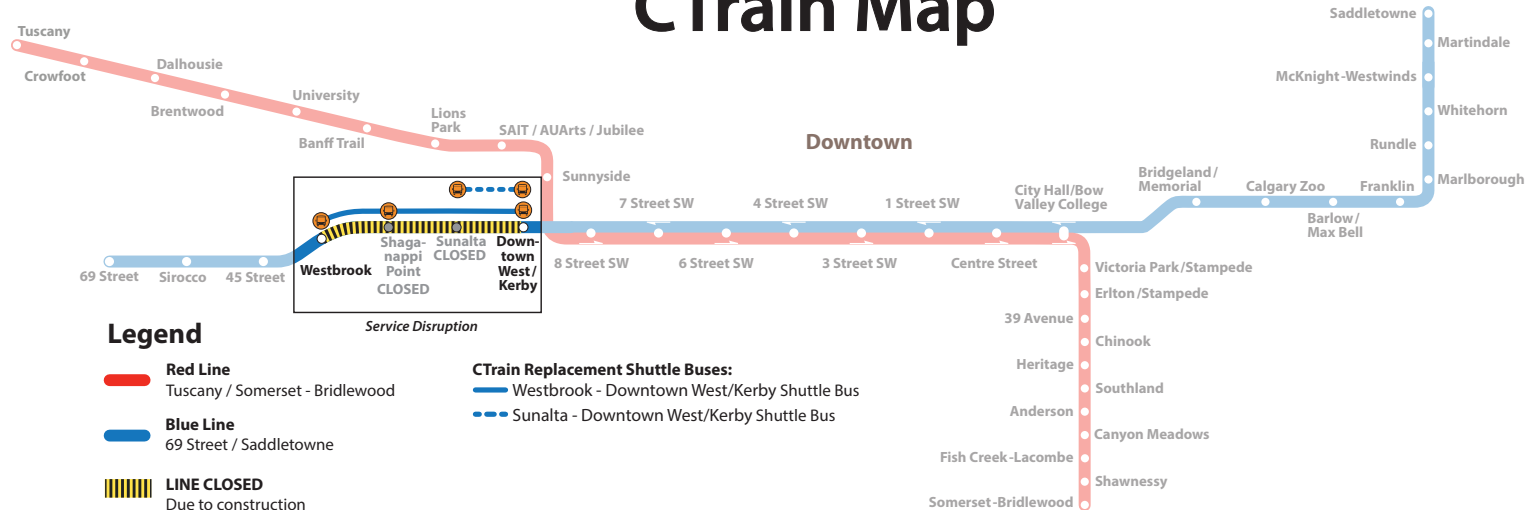 CTrain Map
Tuscany
Crowfoot
Dalhousie
Brentwood
University
Banff Trail
Lions
Park
SAIT / AUArts / Jubilee
Sunnyside
Downtown
7 Street SW
4 Street SW
1 Street SW
City Hall/Bow
Valley College
8 Street SW
6 Street SW
3 Street SW
Centre Street
Bridgeland /
Memorial
Calgary Zoo
Barlow /
Max Bell
Franklin
Saddletowne
Martindale
McKnight-Westwinds
Whitehorn
Rundle
Marlborough
69 Street
Sirocco
45 Street
Westbrook
Shaga-
nappi
Point
CLOSED
Sunalta
CLOSED
Down-
town
West /
Kerby
Service Disruption
Victoria Park/Stampede
Erlton/Stampede
39 Avenue
Chinook
Heritage
Southland
Anderson
Canyon Meadows
Fish Creek-Lacombe
Shawnessy
Somerset-Bridlewood
Legend
Red Line
Tuscany / Somerset - Bridlewood
Blue Line
69 Street / Saddletowne
LINE CLOSED
Due to construction
CTrain Replacement Shuttle Buses:
Westbrook - Downtown West/Kerby Shuttle Bus
Sunalta - Downtown West/Kerby Shuttle Bus